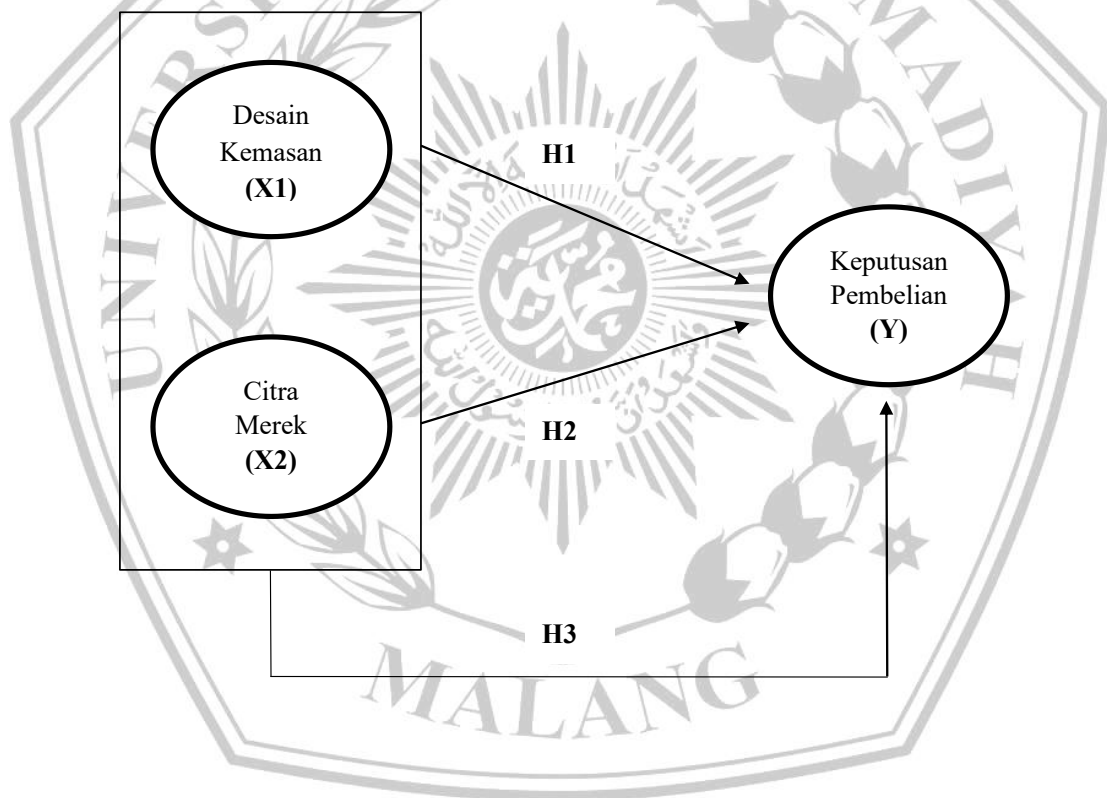 Desain
Kemasan
(X1)
H1
Keputusan
Pembelian
(Y)
Citra
Merek
(X2)
H2
H3
MALANG